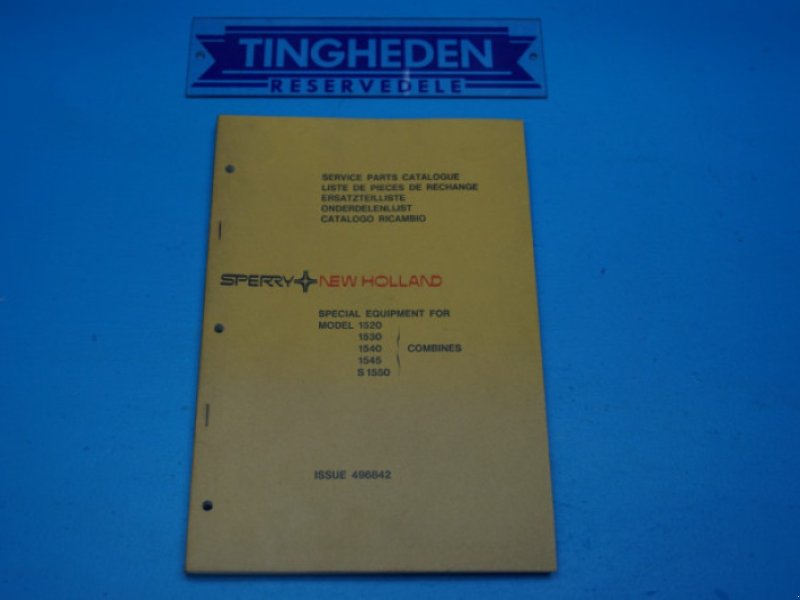 TINGHEDEN
RESERVEDELE
SERVICE PARTS CATALOGUE
LISTE DE PIECES DE RECHANGE
ERSATZTEILLISTE
ONDERDELENLIJST
CATALOGO RICAMBIO
SPERRY NEW HOLLAND
SPECIAL EQUIPMENT FOR
MODEL 1520
1530
1540 COMBINES
1545
S 1550
ISSUE 496842